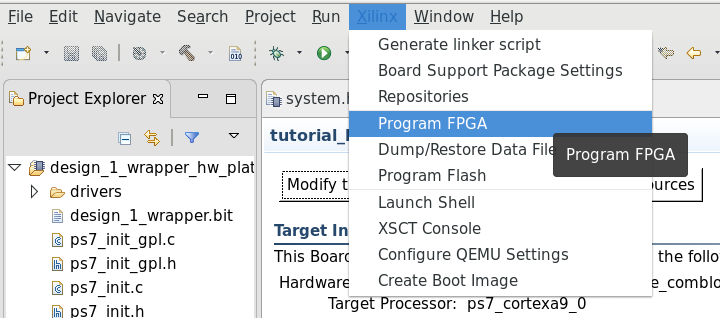 File Edit Navigate Search Project Run Xilinx Window Help
Project Explorer
design_1_wrapper_hw_plat
drivers
design_1_wrapper.bit
ps7_init_gpl.c
ps7_init_gpl.h
ps7_init.c
ps7_init.h
Generate linker script
Board Support Package Settings
Repositories
Program FPGA
Dump/Restore Data File
Program Flash
Launch Shell
XSCT Console
Configure QEMU Settings
Create Boot Image
Program FPGA
010
system.
tutorial_
Modify t
ources
Target In
This Boar
the follo
Hardware
e_comblo
Target Processor: ps7_cortexa9_0